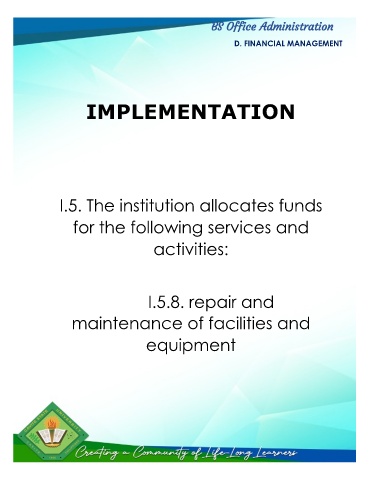 BS Office Administration
D. FINANCIAL MANAGEMENT
IMPLEMENTATION
I.5. The institution allocates funds
for the following services and
activities:
I.5.8. repair and
maintenance of facilities and
equipment
Creating a Community of Life-Long Learners